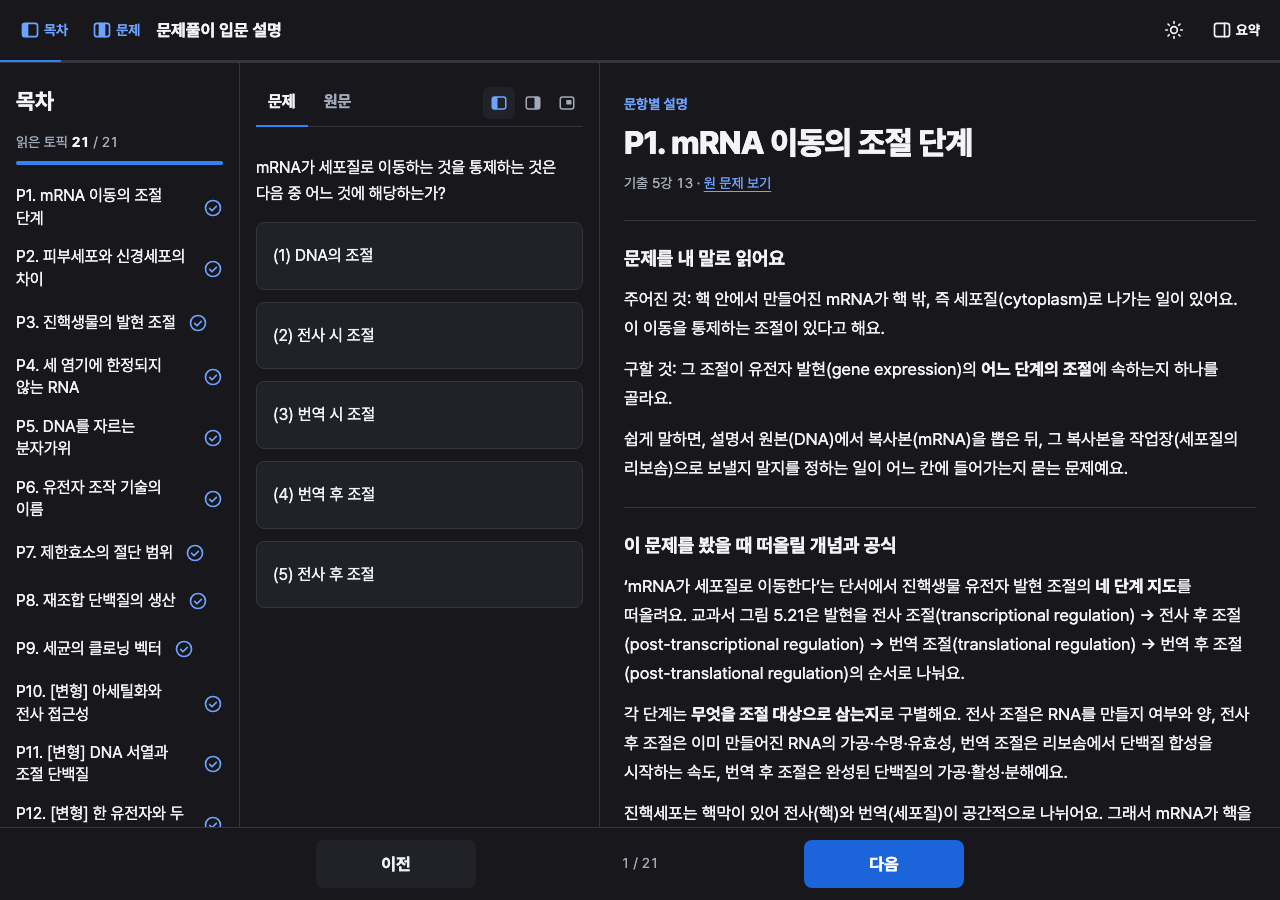 목차
문제
문제풀이 입문 설명
요약
목차
읽은 토픽 21 / 21
P1. mRNA 이동의 조절
단계
P2. 피부세포와 신경세포의
차이
P3. 진핵생물의 발현 조절
P4. 세 염기에 한정되지
않는 RNA
P5. DNA를 자르는
분자가위
P6. 유전자 조작 기술의
이름
P7. 제한효소의 절단 범위
P8. 재조합 단백질의 생산
P9. 세균의 클로닝 벡터
P10. [변형] 아세틸화와
전사 접근성
P11. [변형] DNA 서열과
조절 단백질
P12. [변형] 한 유전자와 두
문제
원문
mRNA가 세포질로 이동하는 것을 통제하는 것은
다음 중 어느 것에 해당하는가?
(1) DNA의 조절
(2) 전사 시 조절
(3) 번역 시 조절
(4) 번역 후 조절
(5) 전사 후 조절
문항별 설명
P1. mRNA 이동의 조절 단계
기출 5강 13 · 원 문제 보기
문제를 내 말로 읽어요
주어진 것: 핵 안에서 만들어진 mRNA가 핵 밖, 즉 세포질(cytoplasm)로 나가는 일이 있어요.
이 이동을 통제하는 조절이 있다고 해요.
구할 것: 그 조절이 유전자 발현(gene expression)의 어느 단계의 조절에 속하는지 하나를
골라요.
쉽게 말하면, 설명서 원본(DNA)에서 복사본(mRNA)을 뽑은 뒤, 그 복사본을 작업장(세포질의
리보솜)으로 보낼지 말지를 정하는 일이 어느 칸에 들어가는지 묻는 문제예요.
이 문제를 봤을 때 떠올릴 개념과 공식
‘mRNA가 세포질로 이동한다’는 단서에서 진핵생물 유전자 발현 조절의 네 단계 지도를
떠올려요. 교과서 그림 5.21은 발현을 전사 조절(transcriptional regulation) → 전사 후 조절
(post-transcriptional regulation) → 번역 조절(translational regulation) → 번역 후 조절
(post-translational regulation)의 순서로 나눠요.
각 단계는 무엇을 조절 대상으로 삼는지로 구별해요. 전사 조절은 RNA를 만들지 여부와 양, 전사
후 조절은 이미 만들어진 RNA의 가공·수명·유효성, 번역 조절은 리보솜에서 단백질 합성을
시작하는 속도, 번역 후 조절은 완성된 단백질의 가공·활성·분해예요.
진핵세포는 핵막이 있어 전사(핵)와 번역(세포질)이 공간적으로 나뉘어요. 그래서 mRNA가 핵을
이전
1 / 21
다음